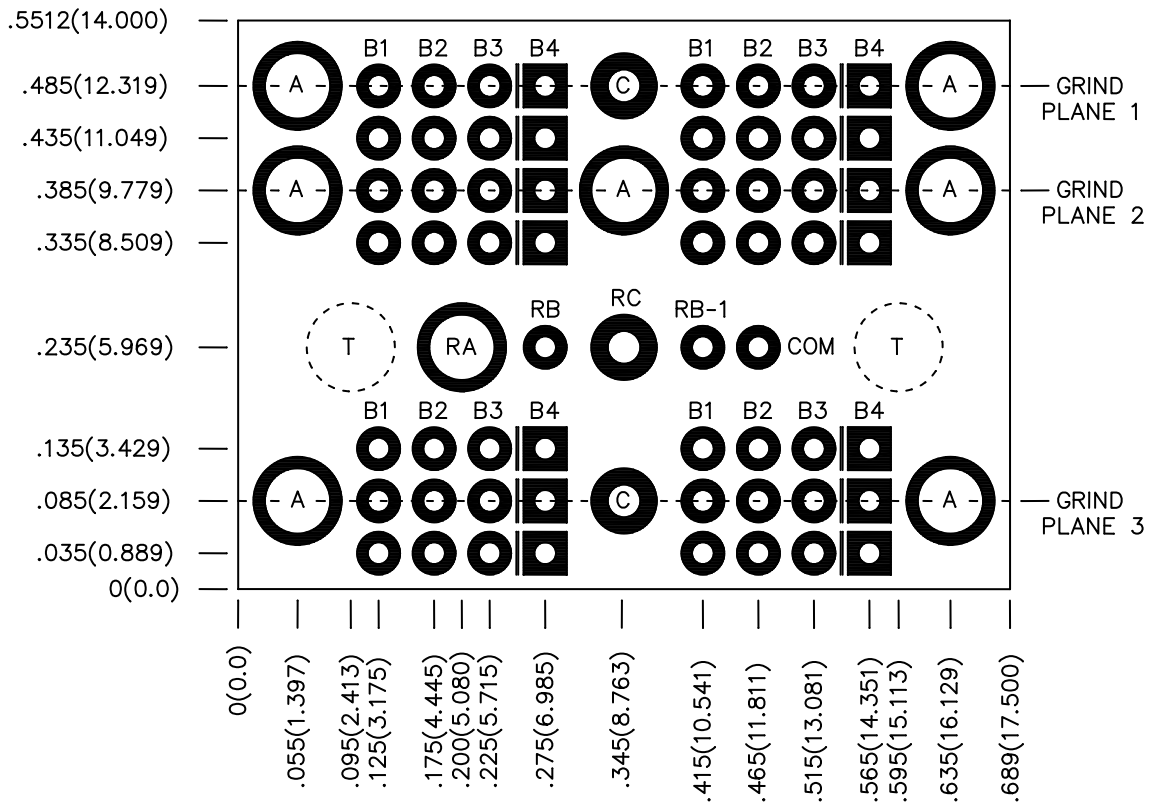 .5512(14.000)
B1 B2 B3 B4 B1 B2 B3 B4
.485(12.319) A C A GRIND
PLANE 1
.435(11.049)
.385(9.779) A A A GRIND
PLANE 2
.335(8.509)
RB RC RB-1
.235(5.969) T RA COM T
B1 B2 B3 B4 B1 B2 B3 B4
.135(3.429)
.085(2.159) A C A GRIND
PLANE 3
.035(0.889)
0(0.0)
0(0.0)
.055(1.397)
.095(2.413)
.125(3.175)
.175(4.445)
.200(5.080)
.225(5.715)
.275(6.985)
.345(8.763)
.415(10.541)
.465(11.811)
.515(13.081)
.565(14.351)
.595(15.113)
.635(16.129)
.689(17.500)